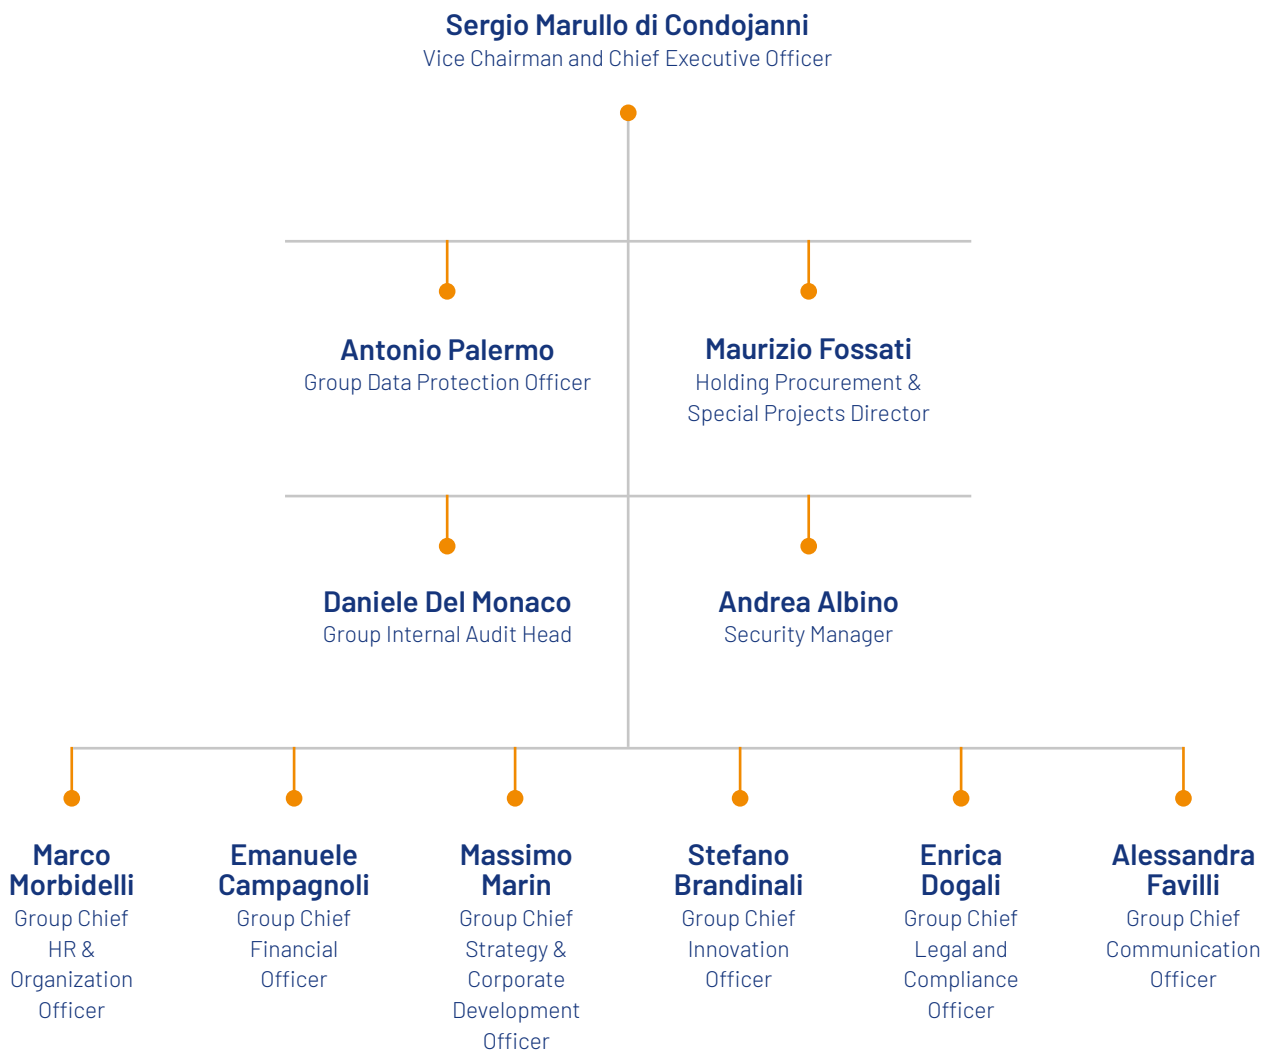 Sergio Marullo di Condojanni
Vice Chairman and Chief Executive Officer
Antonio Palermo
Group Data Protection Officer
Maurizio Fossati
Holding Procurement &
Special Projects Director
Daniele Del Monaco
Group Internal Audit Head
Andrea Albino
Security Manager
Marco
Morbidelli
Group Chief
HR &
Organization
Officer
Emanuele
Campagnoli
Group Chief
Financial
Officer
Massimo
Marin
Group Chief
Strategy &
Corporate
Development
Officer
Stefano
Brandinali
Group Chief
Innovation
Officer
Enrica
Dogali
Group Chief
Legal and
Compliance
Officer
Alessandra
Favilli
Group Chief
Communication
Officer